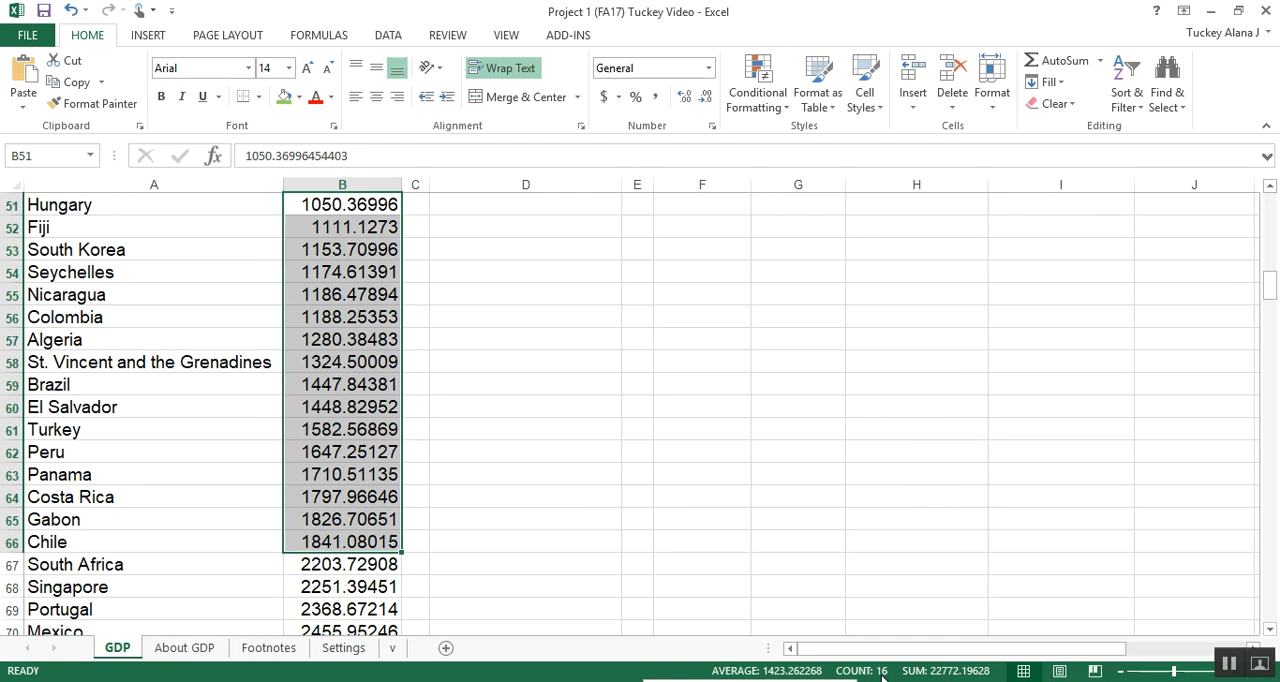 Project 1 (FA17) Tuckey Video - Excel
FILE HOME INSERT PAGE LAYOUT FORMULAS DATA REVIEW VIEW ADD-INS Tuckey Alana J
Paste Cut Copy Format Painter
Arial 14
B I U
Wrap Text
Merge & Center
General
$ % ,
Conditional Formatting Format as Table Cell Styles
Insert Delete Format
AutoSum Fill Clear
Sort & Filter Find & Select
Clipboard Font Alignment Number Styles Cells Editing
B51 fx 1050.36996454403
A B C D E F G H I J
51 Hungary 1050.36996
52 Fiji 1111.1273
53 South Korea 1153.70996
54 Seychelles 1174.61391
55 Nicaragua 1186.47894
56 Colombia 1188.25353
57 Algeria 1280.38483
58 St. Vincent and the Grenadines 1324.50009
59 Brazil 1447.84381
60 El Salvador 1448.82952
61 Turkey 1582.56869
62 Peru 1647.25127
63 Panama 1710.51135
64 Costa Rica 1797.96646
65 Gabon 1826.70651
66 Chile 1841.08015
67 South Africa 2203.72908
68 Singapore 2251.39451
69 Portugal 2368.67214
70 Mexico 2455.95246
GDP About GDP Footnotes Settings v
READY AVERAGE: 1423.262268 COUNT: 16 SUM: 22772.19628